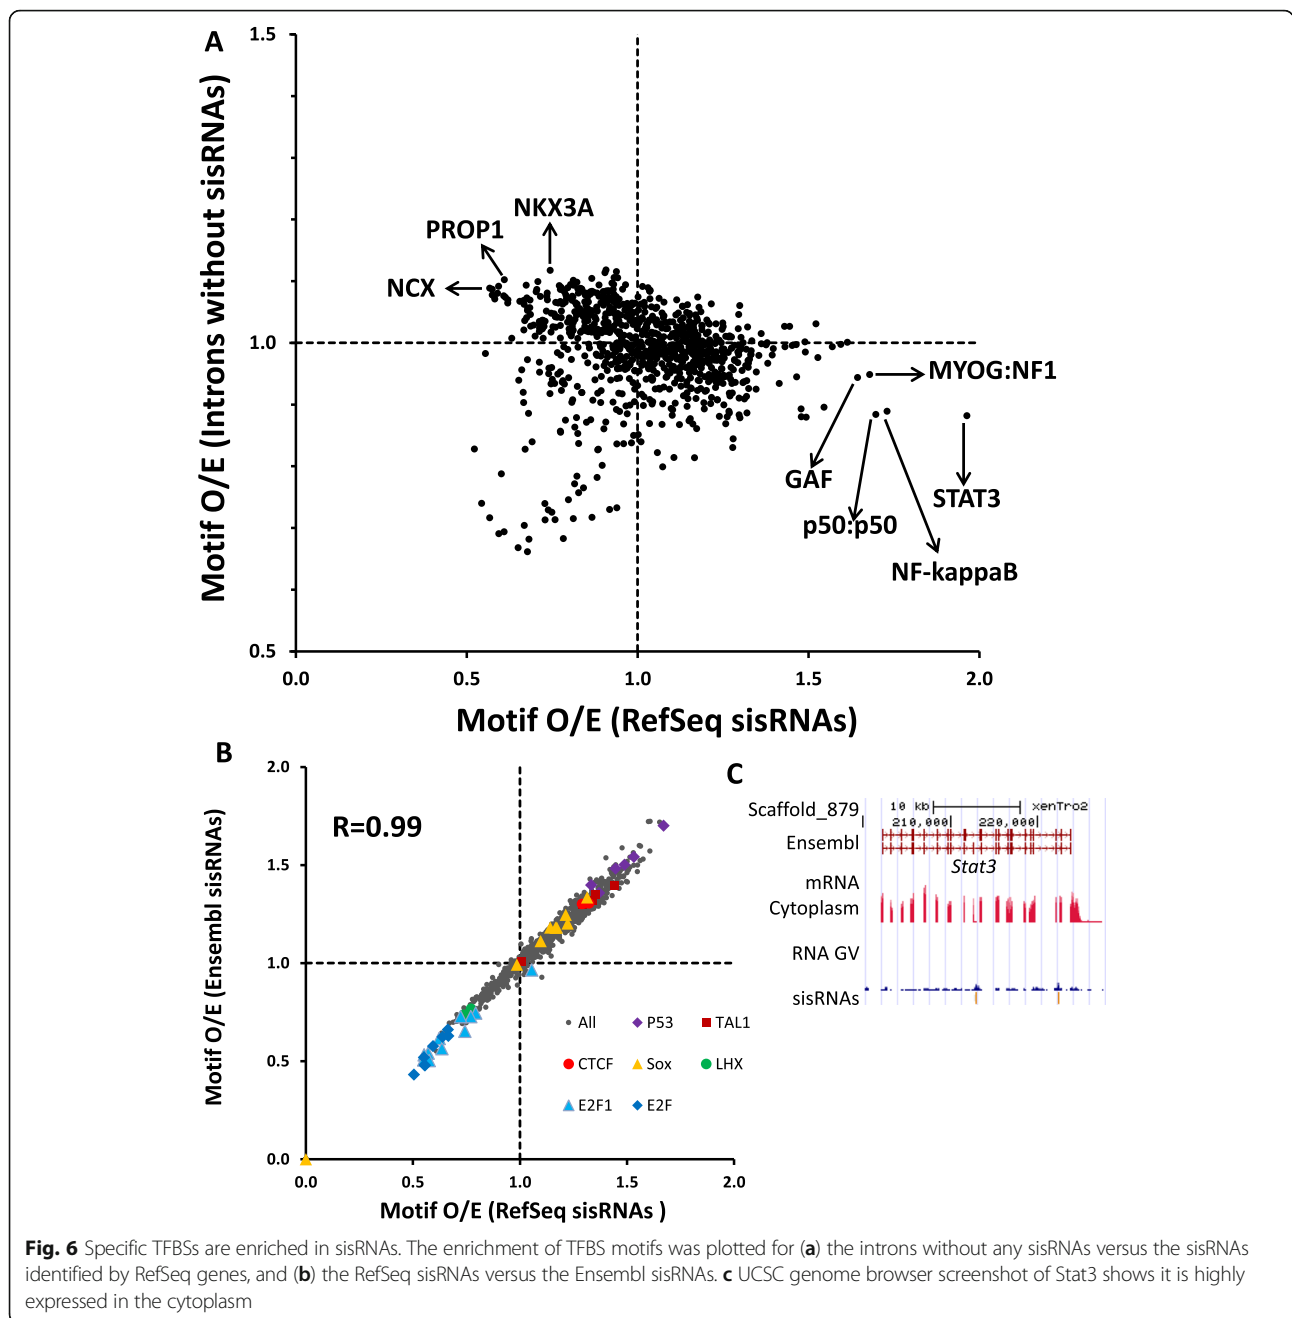 A
1.5
1.0
0.5
0.0
0.5
1.0
1.5
2.0
Motif O/E (Introns without sisRNAs)
Motif O/E (RefSeq sisRNAs)
NKX3A
PROP1
NCX
MYOG:NF1
GAF
STAT3
p50:p50
NF-kappaB
B
2.0
1.5
1.0
0.5
0.0
0.0
0.5
1.0
1.5
2.0
Motif O/E (Ensembl sisRNAs)
Motif O/E (RefSeq sisRNAs )
R=0.99
All
P53
TAL1
CTCF
Sox
LHX
E2F1
E2F
C
10 kb
xenTro2
Scaffold_879
210,000
220,000
Ensembl
Stat3
mRNA
Cytoplasm
RNA GV
sisRNAs
Fig. 6 Specific TFBSs are enriched in sisRNAs. The enrichment of TFBS motifs was plotted for (a) the introns without any sisRNAs versus the sisRNAs
identified by RefSeq genes, and (b) the RefSeq sisRNAs versus the Ensembl sisRNAs. c UCSC genome browser screenshot of Stat3 shows it is highly
expressed in the cytoplasm